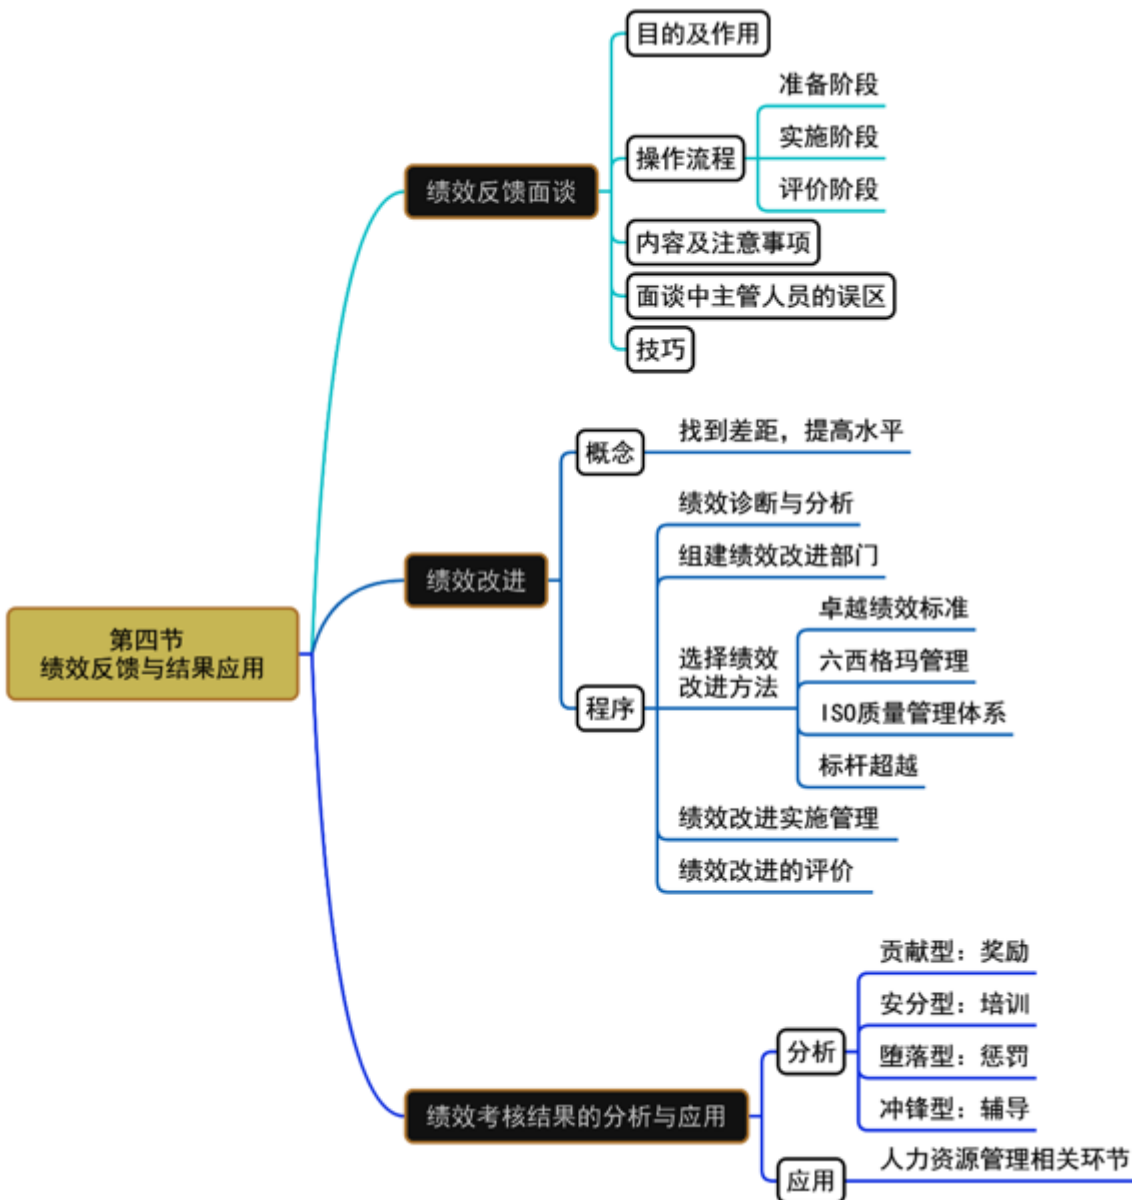 目的及作用
准备阶段
操作流程
实施阶段
评价阶段
绩效反馈面谈
内容及注意事项
面谈中主管人员的误区
技巧
找到差距，提高水平
概念
绩效诊断与分析
组建绩效改进部门
绩效改进
卓越绩效标准
第四节
绩效反馈与结果应用
选择绩效
改进方法
六西格玛管理
程序
ISO质量管理体系
标杆超越
绩效改进实施管理
绩效改进的评价
贡献型：奖励
安分型：培训
分析
堕落型：惩罚
冲锋型：辅导
绩效考核结果的分析与应用
应用
人力资源管理相关环节